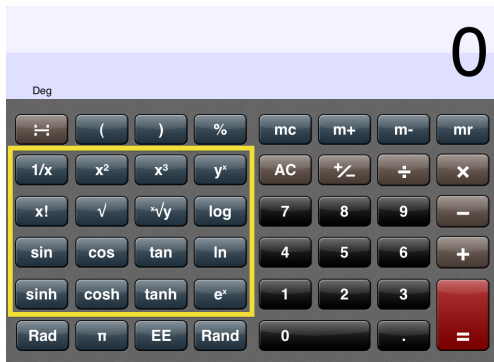 0
Deg
∺ ( ) % mc m+ m- mr
1/x x² x³ yˣ AC +/_ ÷ ×
x! √ ˣ√y log 7 8 9 −
sin cos tan ln 4 5 6 +
sinh cosh tanh eˣ 1 2 3 =
Rad π EE Rand 0 .